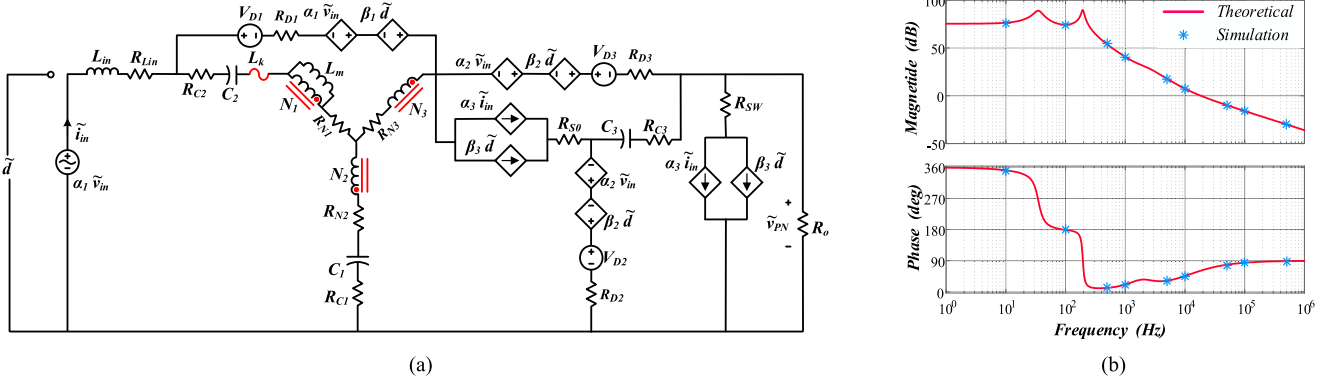 V_D1 R_D1 α_1 ṽ_in β_1 d̃
L_in R_Lin R_C2 C_2 L_k L_m
N_1 R_N1 R_N3 N_3
α_2 ṽ_in β_2 d̃ V_D3 R_D3
α_3 ĩ_in
β_3 d̃
R_S0 C_3 R_C3 R_SW
α_3 ĩ_in β_3 d̃
d̃ ĩ_in
α_1 ṽ_in
N_2
R_N2
C_1
R_C1
− +
α_2 ṽ_in
− +
β_2 d̃
+ −
V_D2
R_D2
+
ṽ_PN R_o
−
(a)
Theoretical
Simulation
Magnetide (dB)
100
50
0
-50
Phase (deg)
360
270
180
90
0
10^0 10^1 10^2 10^3 10^4 10^5 10^6
Frequency (Hz)
(b)